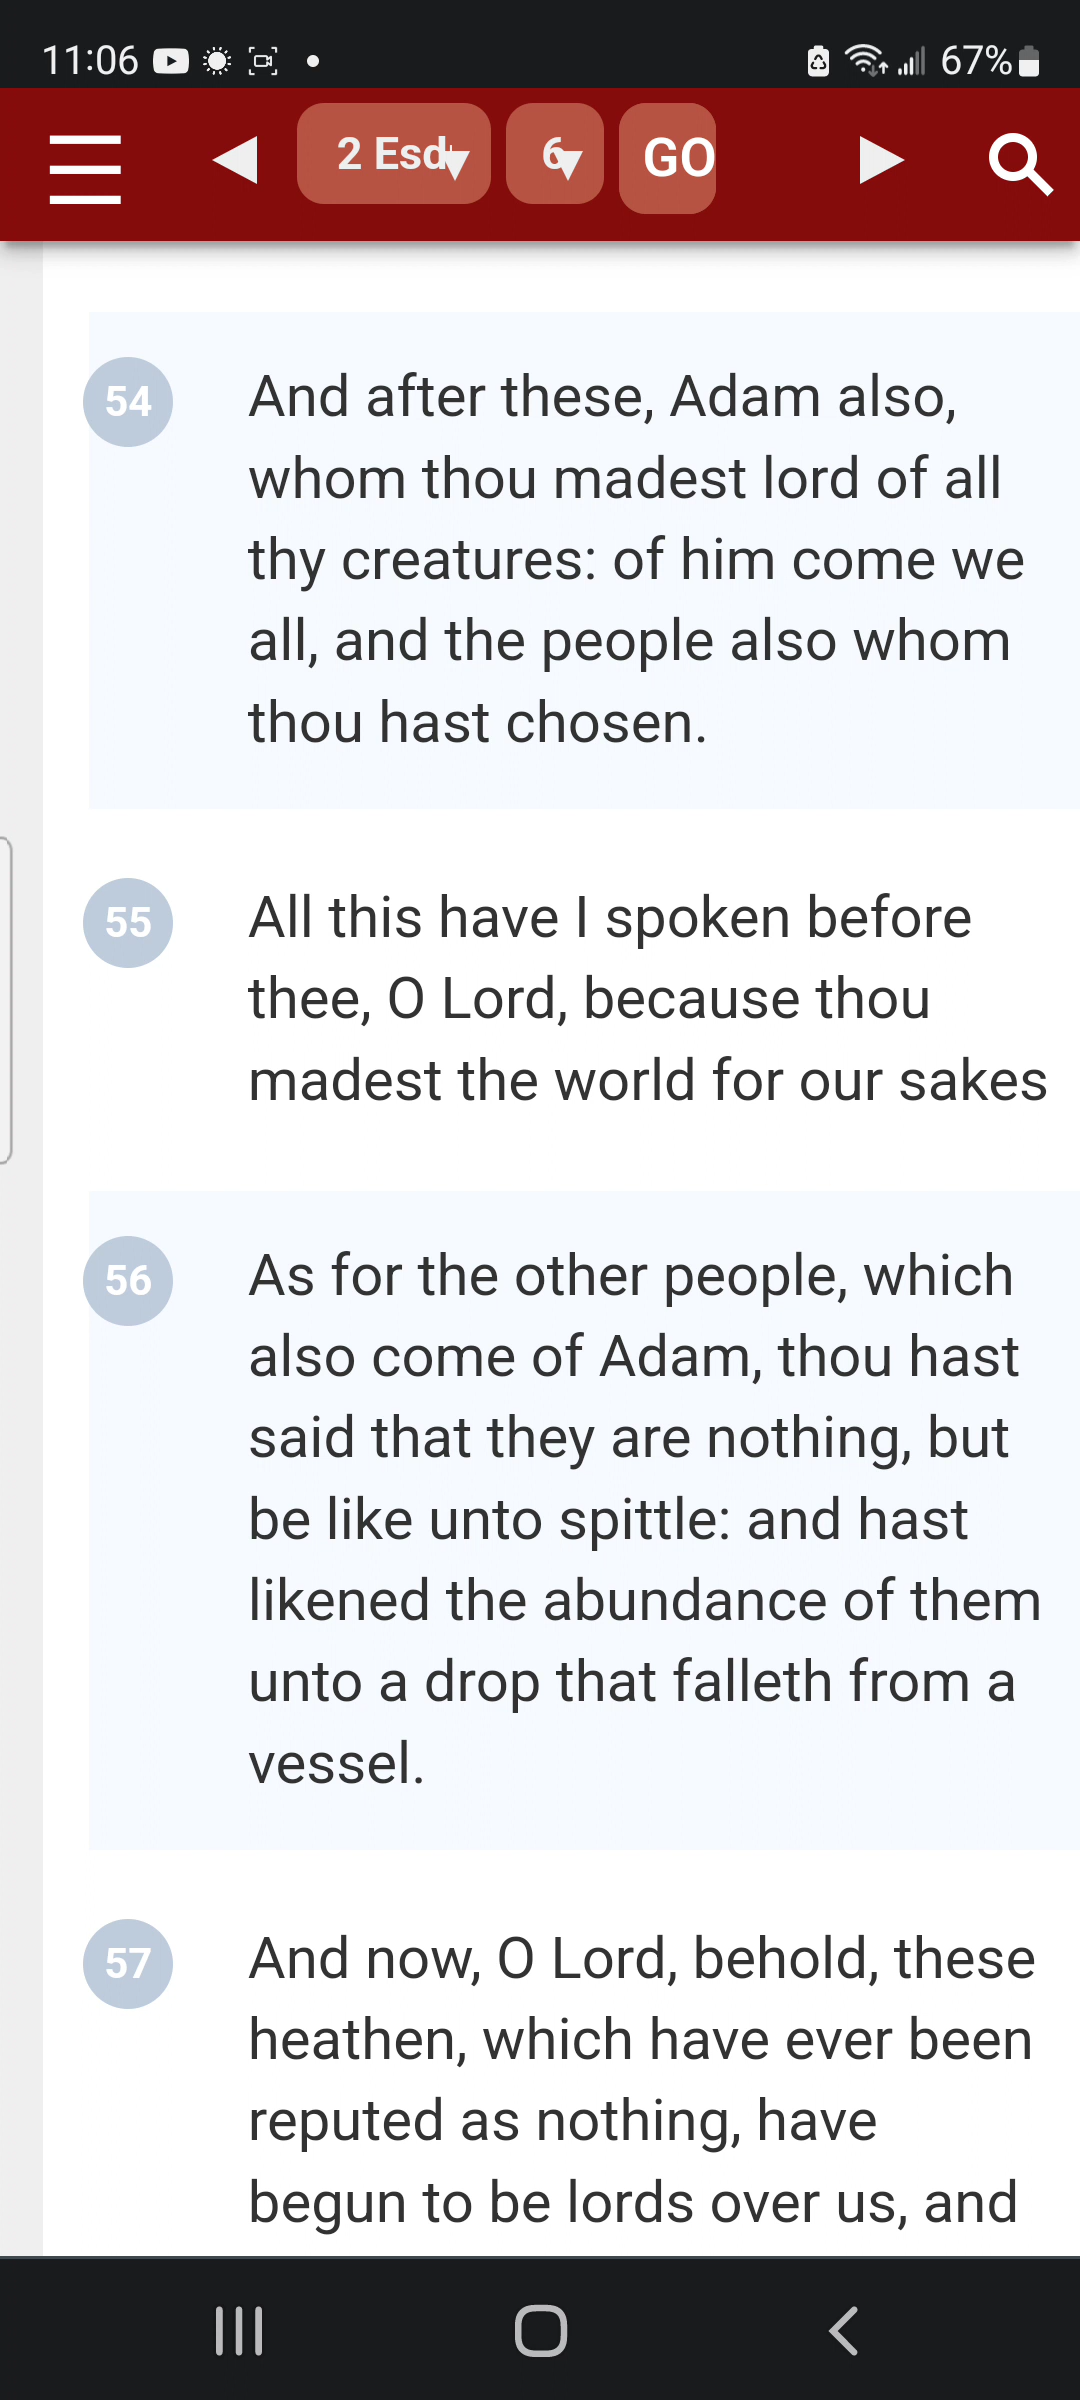 11:06 67%
2 Esd 6 GO
54 And after these, Adam also,
whom thou madest lord of all
thy creatures: of him come we
all, and the people also whom
thou hast chosen.
55 All this have I spoken before
thee, O Lord, because thou
madest the world for our sakes
56 As for the other people, which
also come of Adam, thou hast
said that they are nothing, but
be like unto spittle: and hast
likened the abundance of them
unto a drop that falleth from a
vessel.
57 And now, O Lord, behold, these
heathen, which have ever been
reputed as nothing, have
begun to be lords over us, and